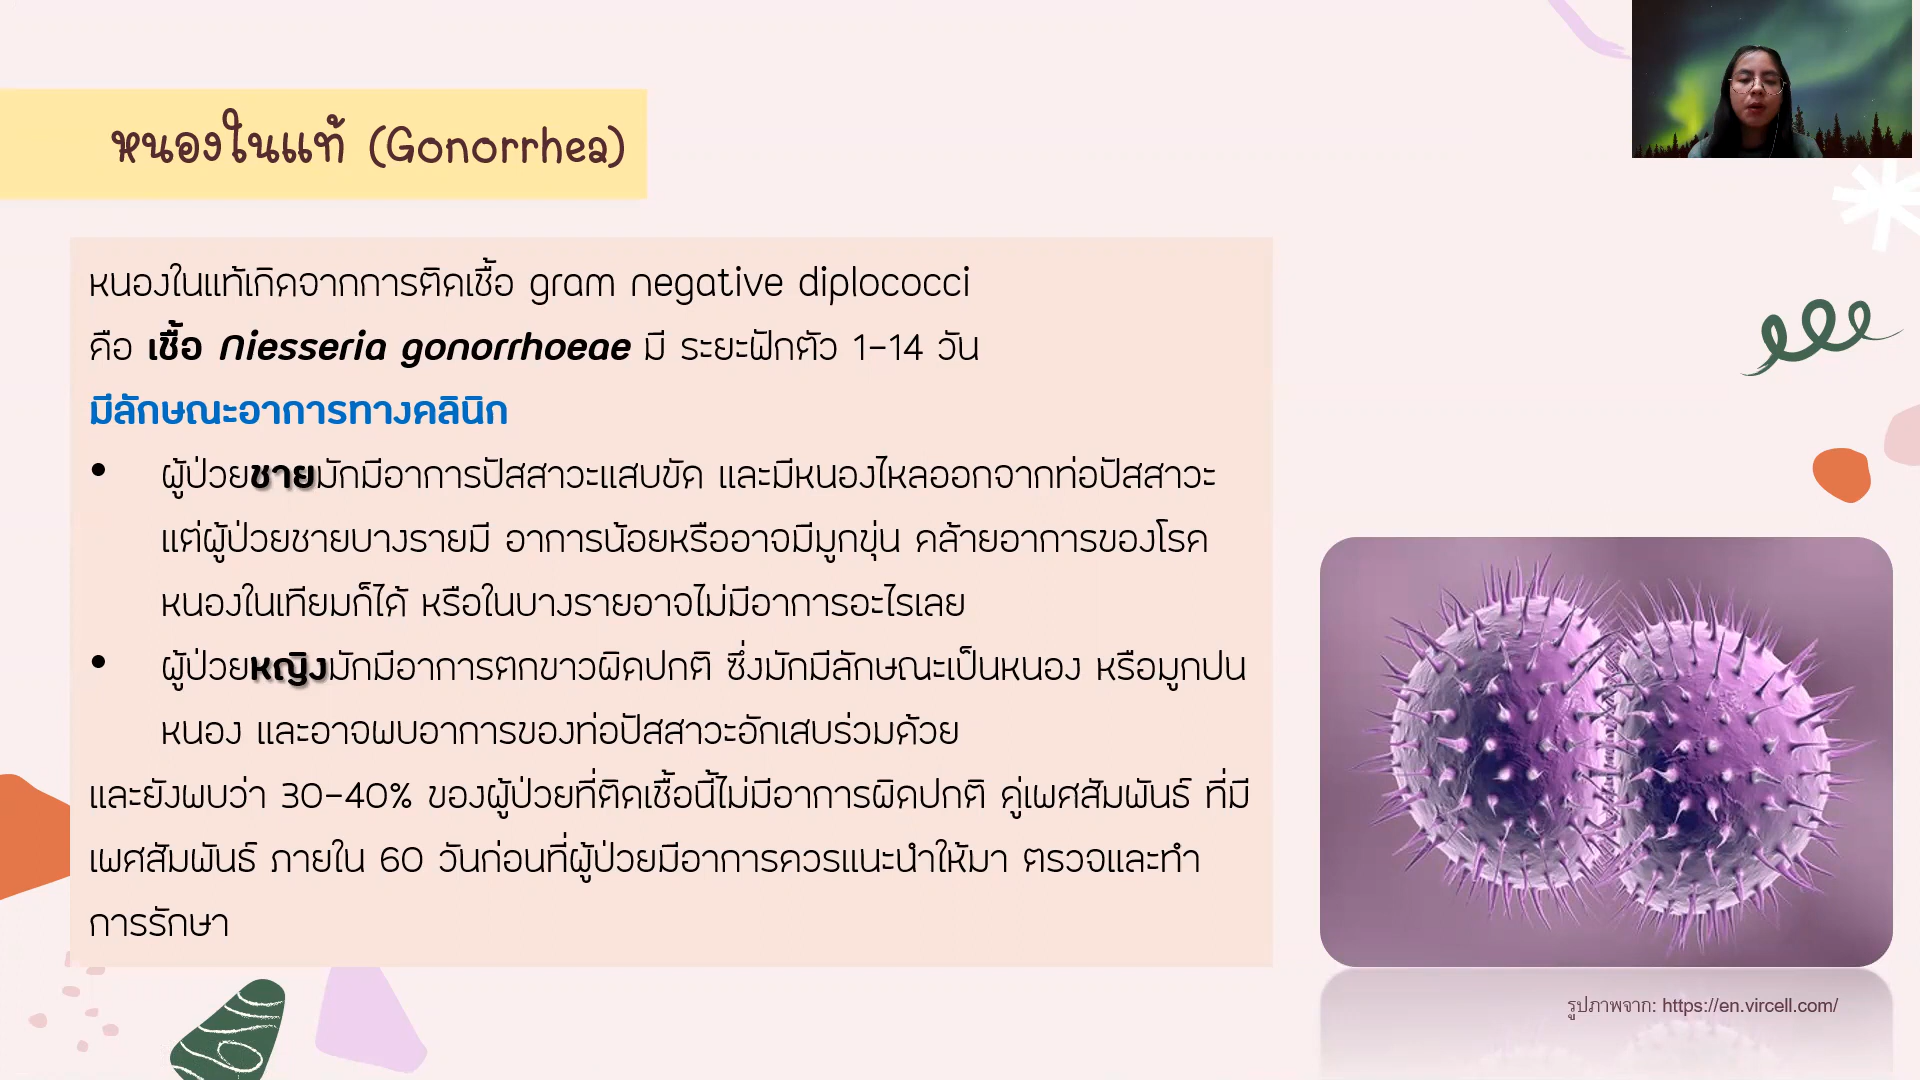 หนองในแท้ (Gonorrhea)
หนองในแท้เกิดจากการติดเชื้อ gram negative diplococci
คือ เชื้อ Niesseria gonorrhoeae มี ระยะฝักตัว 1-14 วัน
มีลักษณะอาการทางคลินิก
• ผู้ป่วยชายมักมีอาการปัสสาวะแสบขัด และมีหนองไหลออกจากท่อปัสสาวะ
แต่ผู้ป่วยชายบางรายมี อาการน้อยหรืออาจมีมูกขุ่น คล้ายอาการของโรค
หนองในเทียมก็ได้ หรือในบางรายอาจไม่มีอาการอะไรเลย
• ผู้ป่วยหญิงมักมีอาการตกขาวผิดปกติ ซึ่งมักมีลักษณะเป็นหนอง หรือมูกปน
หนอง และอาจพบอาการของท่อปัสสาวะอักเสบร่วมด้วย
และยังพบว่า 30-40% ของผู้ป่วยที่ติดเชื้อนี้ไม่มีอาการผิดปกติ คู่เพศสัมพันธ์ ที่มี
เพศสัมพันธ์ ภายใน 60 วันก่อนที่ผู้ป่วยมีอาการควรแนะนำให้มา ตรวจและทำ
การรักษา
รูปภาพจาก: https://en.vircell.com/